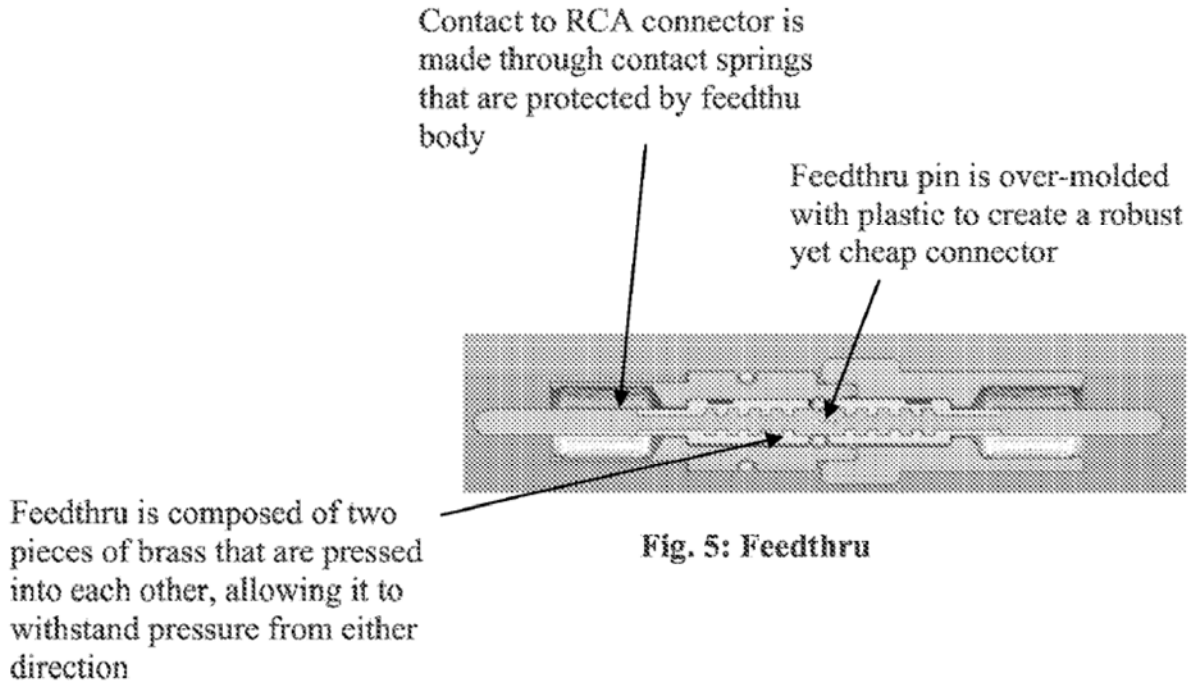 Contact to RCA connector is
made through contact springs
that are protected by feedthu
body
Feedthru pin is over-molded
with plastic to create a robust
yet cheap connector
Feedthru is composed of two
pieces of brass that are pressed
into each other, allowing it to
withstand pressure from either
direction
Fig. 5: Feedthru